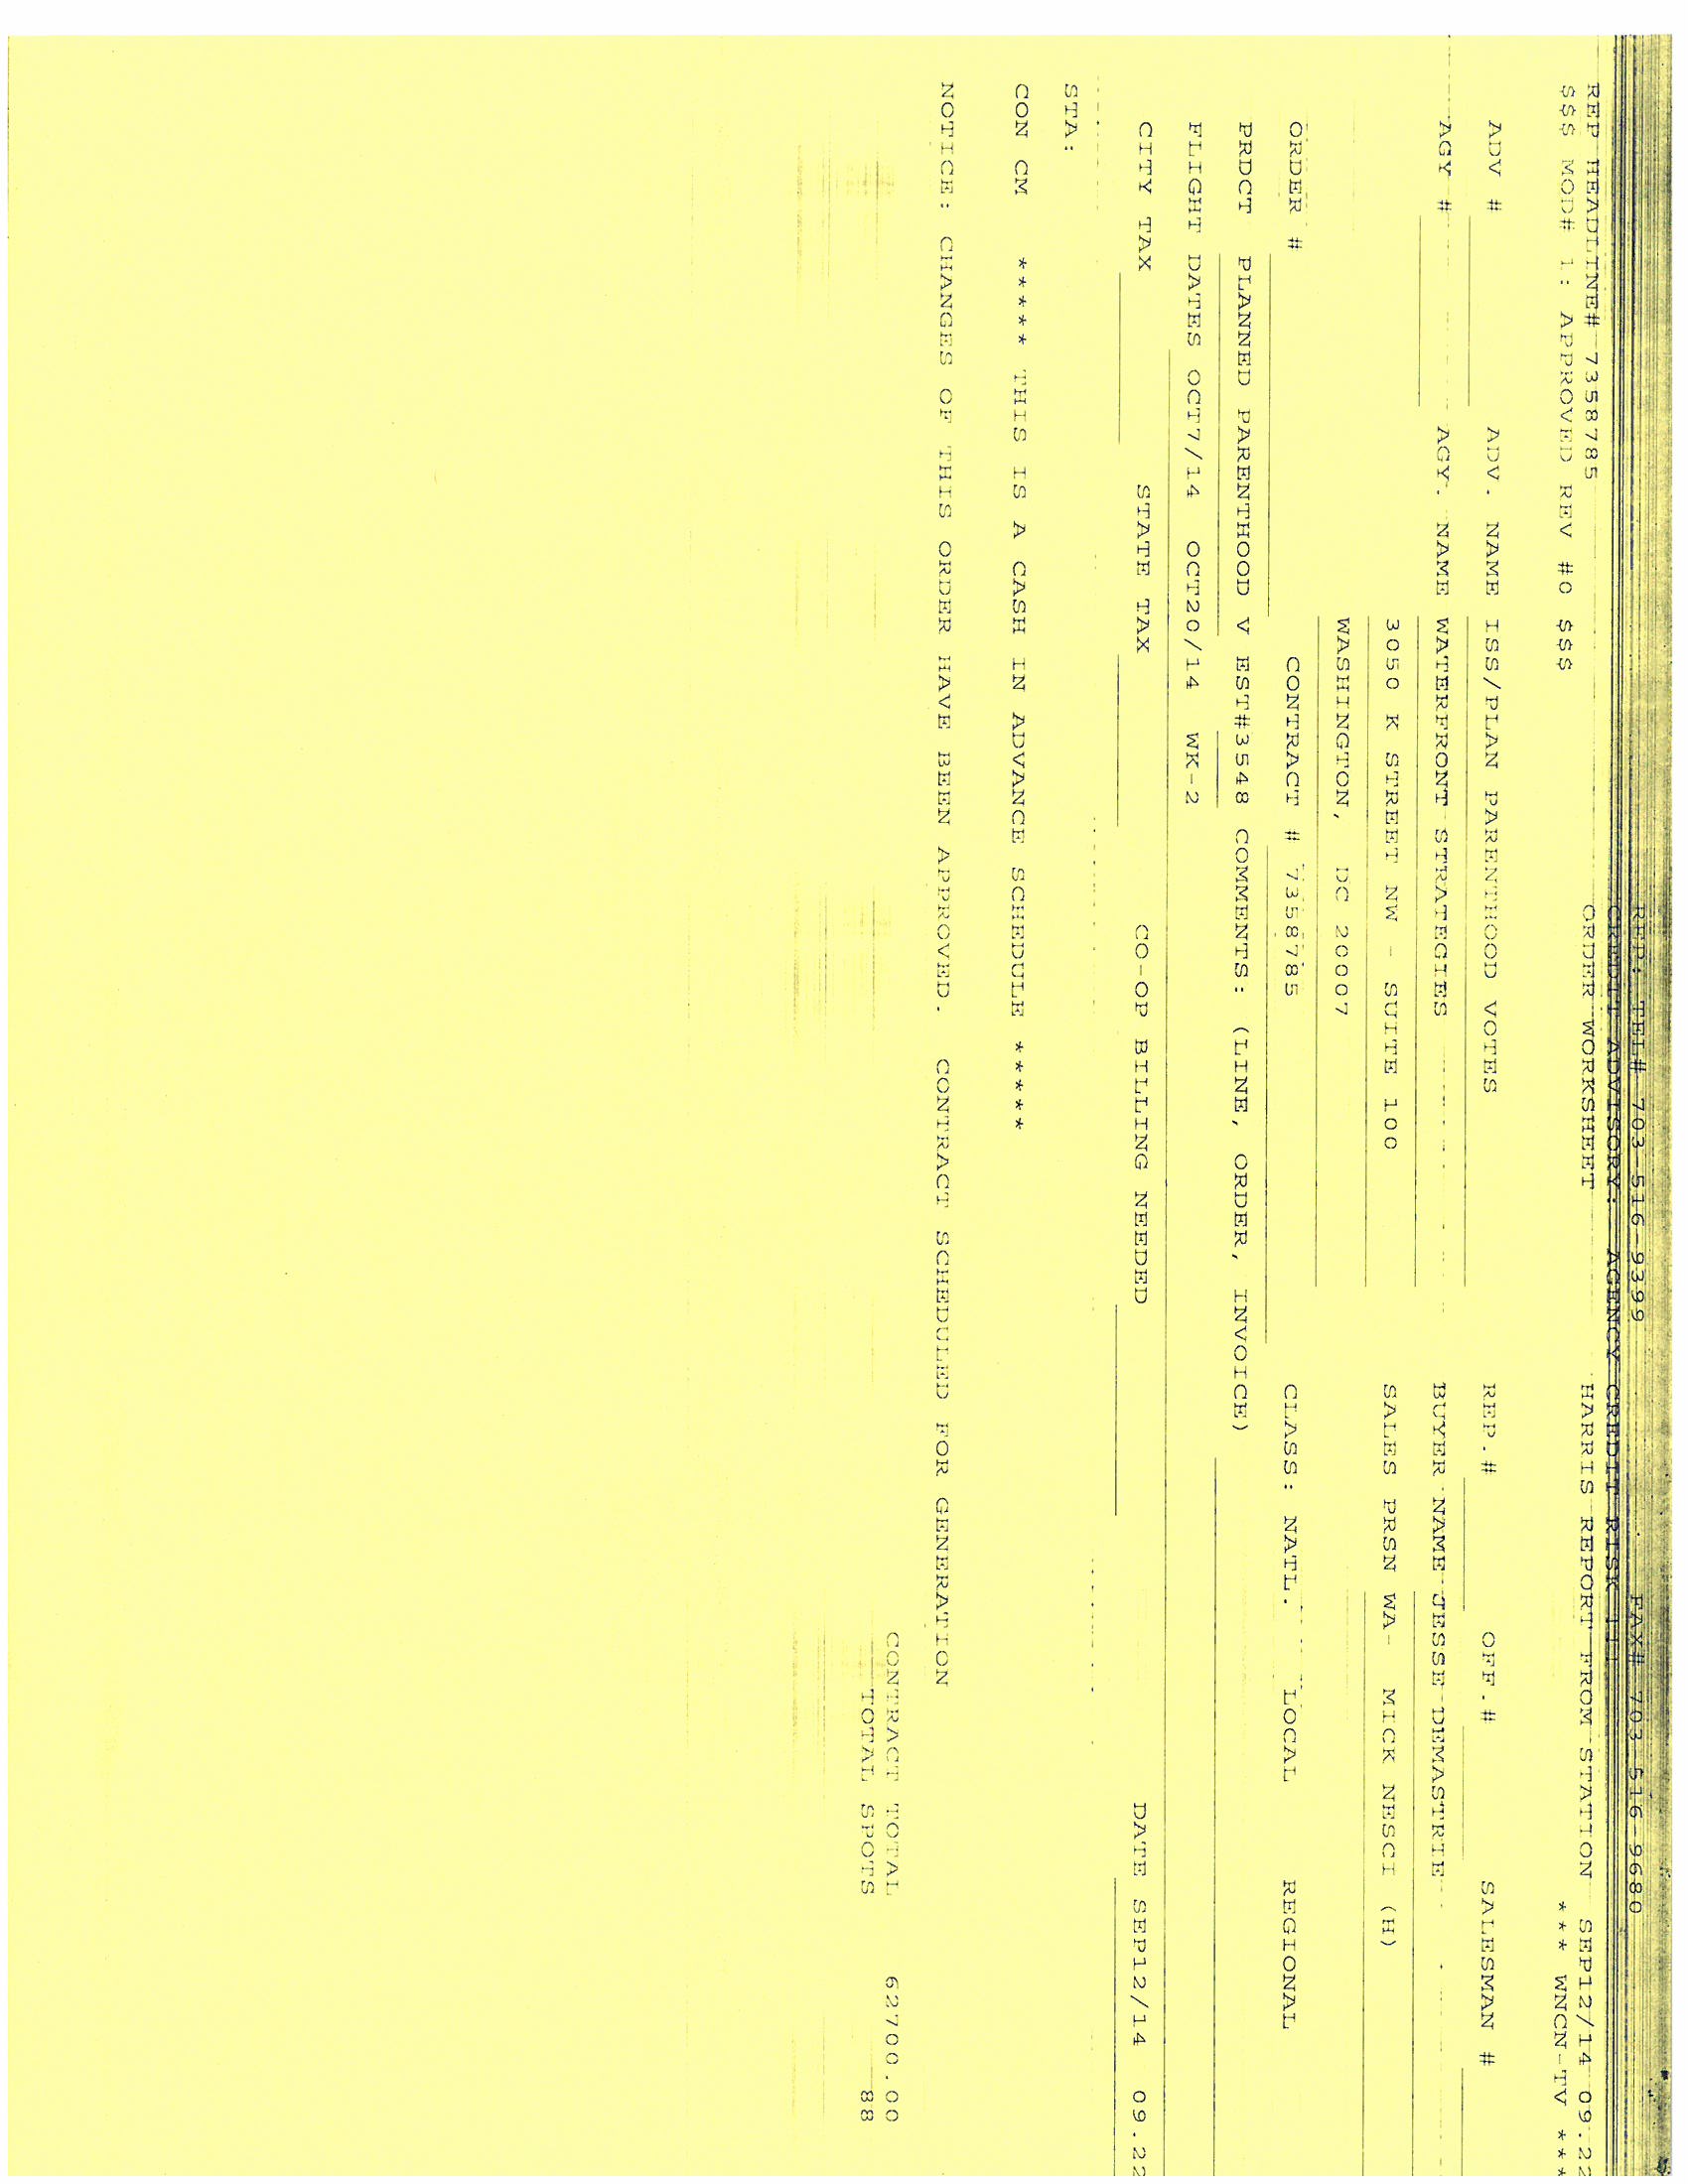 REP. TEL# 703-516-9399 FAX# 703-516-9680
CREDIT ADVISORY: AGENCY CREDIT RISK
REP HEADLINE# 7358785 ORDER WORKSHEET HARRIS REPORT FROM STATION SEP12/14 09.22
$$$ MOD# 1: APPROVED REV #0 $$$ *** WNCN-TV ***
ADV # ADV. NAME ISS/PLAN PARENTHOOD VOTES REP.# OFF.# SALESMAN #
AGY # AGY. NAME WATERFRONT STRATEGIES BUYER NAME JESSE DEMASTRIE
3050 K STREET NW - SUITE 100 SALES PRSN WA- MICK NESCI (H)
WASHINGTON, DC 20007
ORDER # CONTRACT # 7358785 CLASS: NATL. LOCAL REGIONAL
PRDCT PLANNED PARENTHOOD V EST#3548 COMMENTS: (LINE, ORDER, INVOICE)
FLIGHT DATES OCT7/14 OCT20/14 WK-2
CITY TAX STATE TAX CO-OP BILLING NEEDED DATE SEP12/14 09.22
STA:
CON CM ***** THIS IS A CASH IN ADVANCE SCHEDULE *****
NOTICE: CHANGES OF THIS ORDER HAVE BEEN APPROVED. CONTRACT SCHEDULED FOR GENERATION
CONTRACT TOTAL 62700.00
TOTAL SPOTS 88